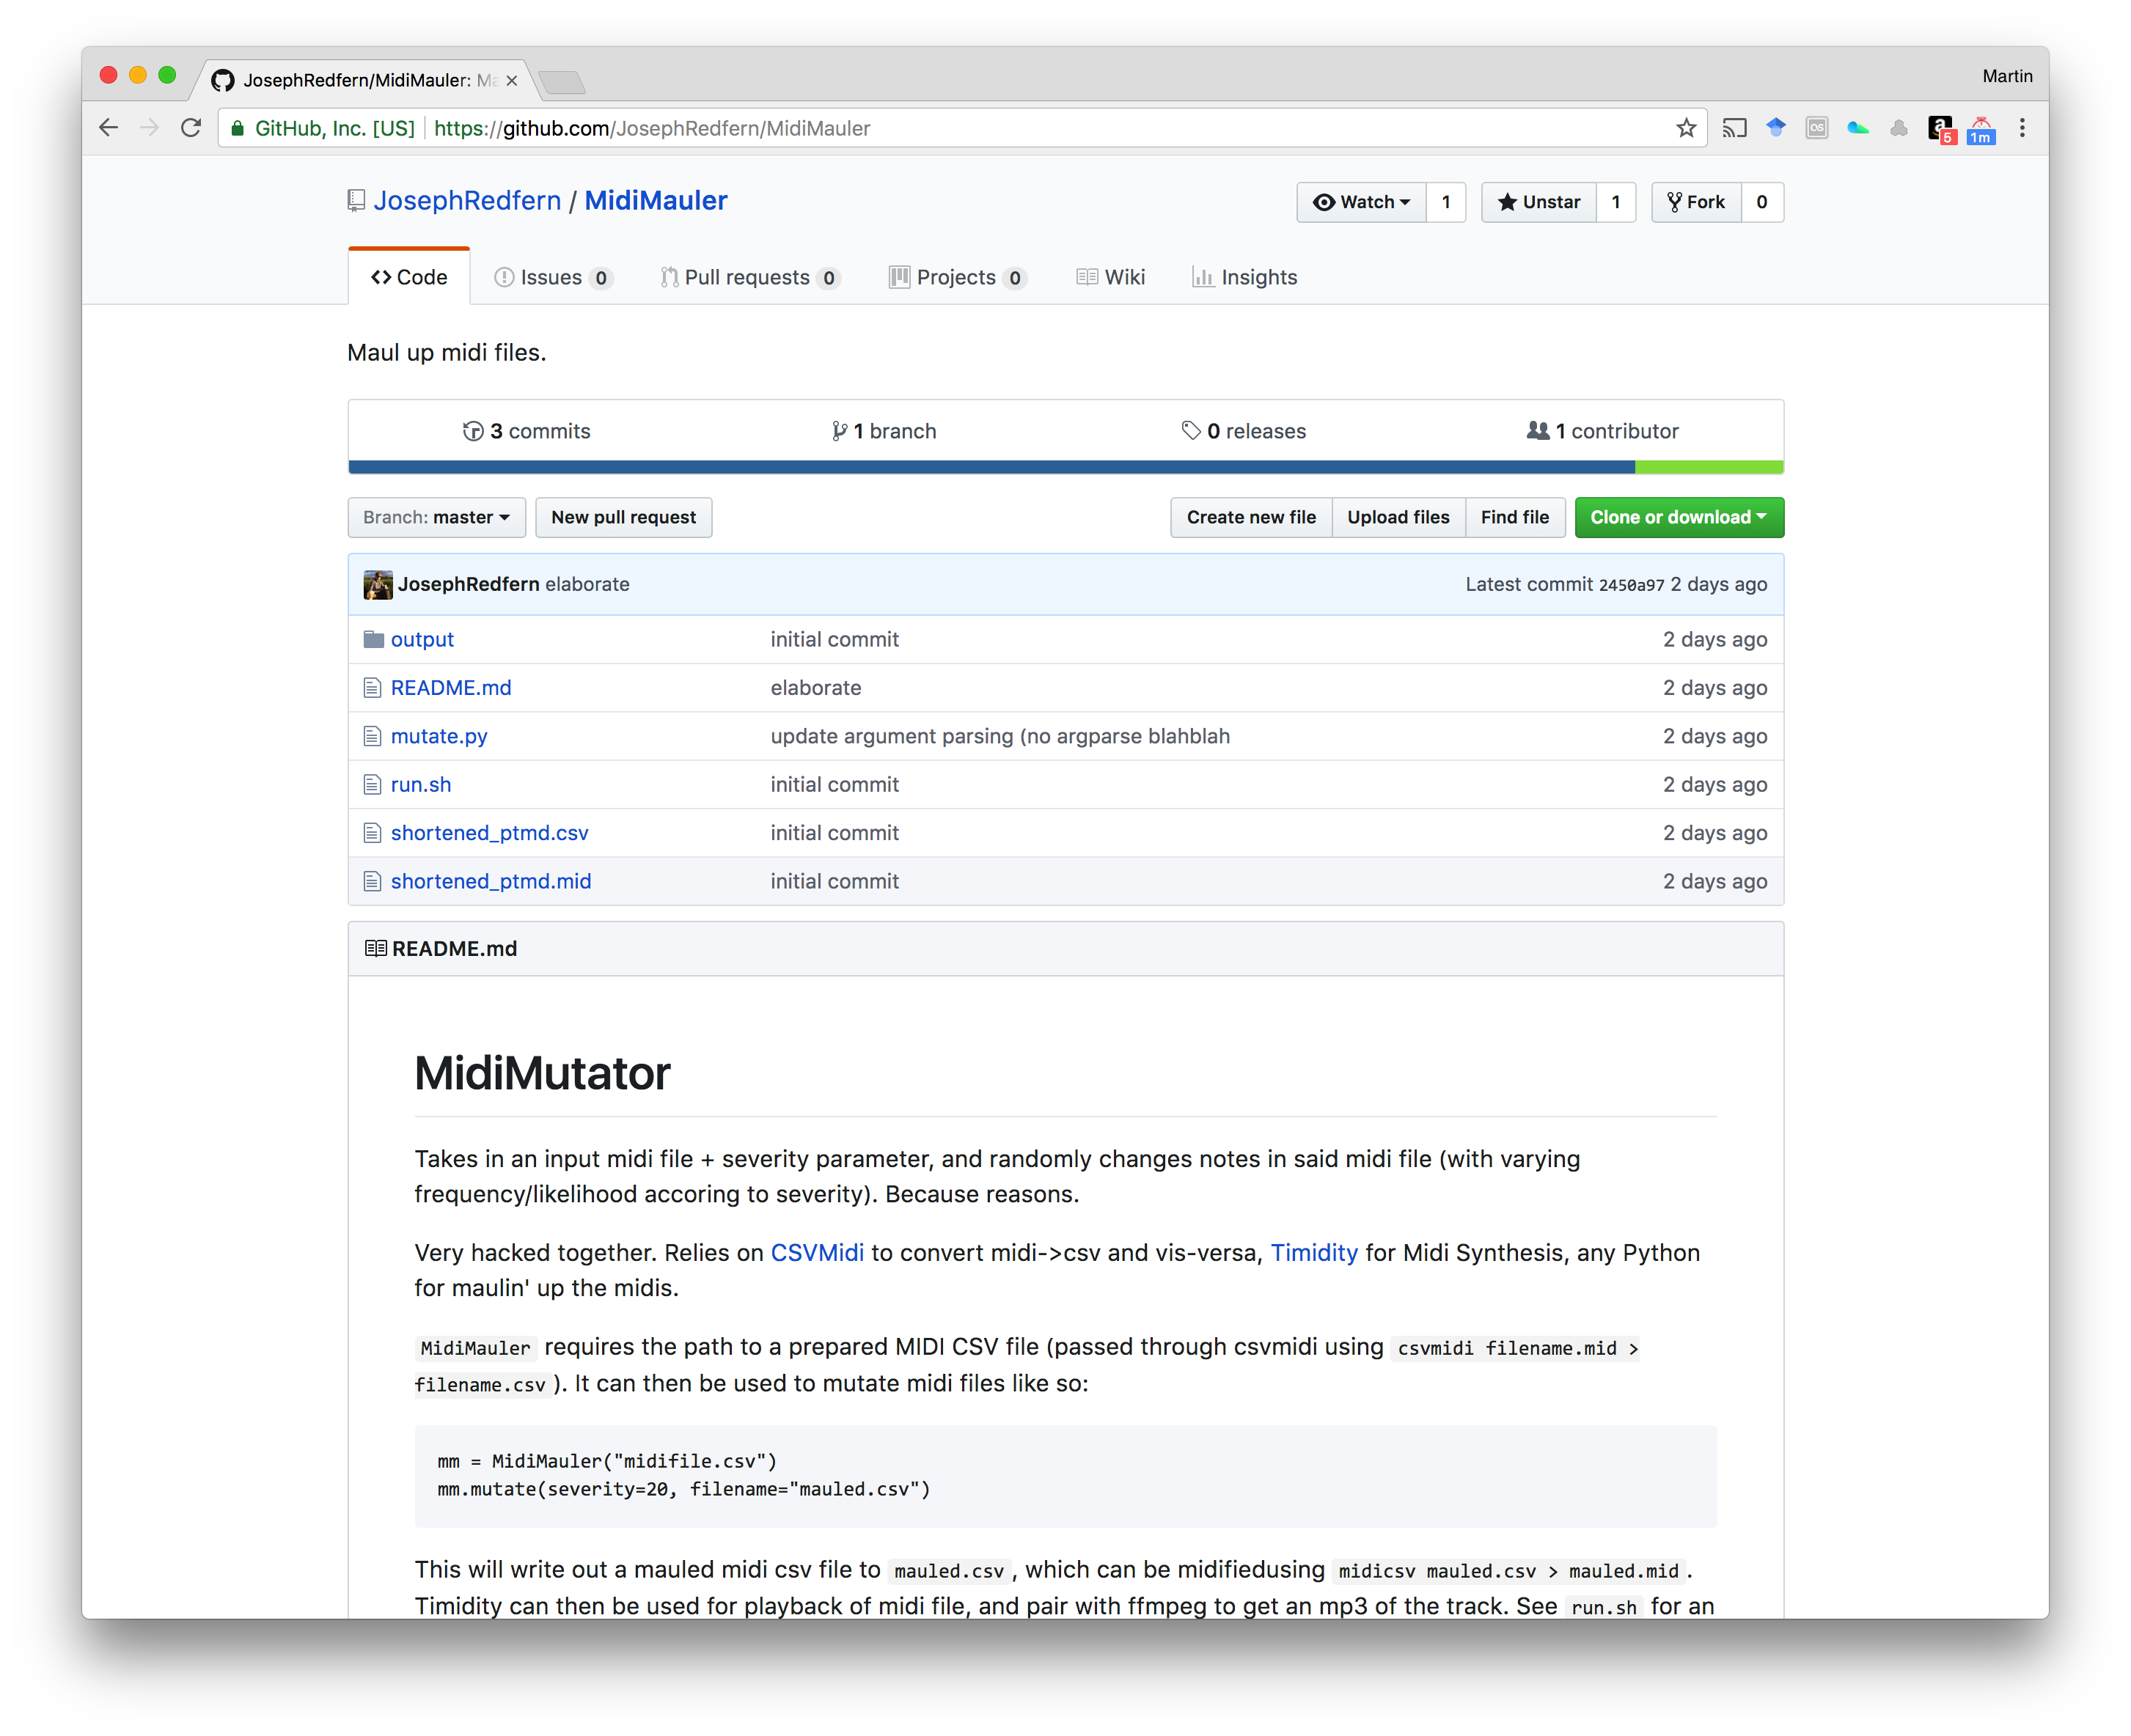 JosephRedfern/MidiMauler: Ma
Martin
GitHub, Inc. [US] https://github.com/JosephRedfern/MidiMauler
a 5 1m
JosephRedfern / MidiMauler
Watch 1 Unstar 1 Fork 0
Code Issues 0 Pull requests 0 Projects 0 Wiki Insights
Maul up midi files.
3 commits 1 branch 0 releases 1 contributor
Branch: master New pull request Create new file Upload files Find file Clone or download
JosephRedfern elaborate Latest commit 2450a97 2 days ago
output initial commit 2 days ago
README.md elaborate 2 days ago
mutate.py update argument parsing (no argparse blahblah 2 days ago
run.sh initial commit 2 days ago
shortened_ptmd.csv initial commit 2 days ago
shortened_ptmd.mid initial commit 2 days ago
README.md
MidiMutator
Takes in an input midi file + severity parameter, and randomly changes notes in said midi file (with varying
frequency/likelihood accoring to severity). Because reasons.
Very hacked together. Relies on CSVMidi to convert midi->csv and vis-versa, Timidity for Midi Synthesis, any Python
for maulin' up the midis.
MidiMauler requires the path to a prepared MIDI CSV file (passed through csvmidi using csvmidi filename.mid >
filename.csv). It can then be used to mutate midi files like so:
mm = MidiMauler("midifile.csv")
mm.mutate(severity=20, filename="mauled.csv")
This will write out a mauled midi csv file to mauled.csv, which can be midifiedusing midicsv mauled.csv > mauled.mid.
Timidity can then be used for playback of midi file, and pair with ffmpeg to get an mp3 of the track. See run.sh for an